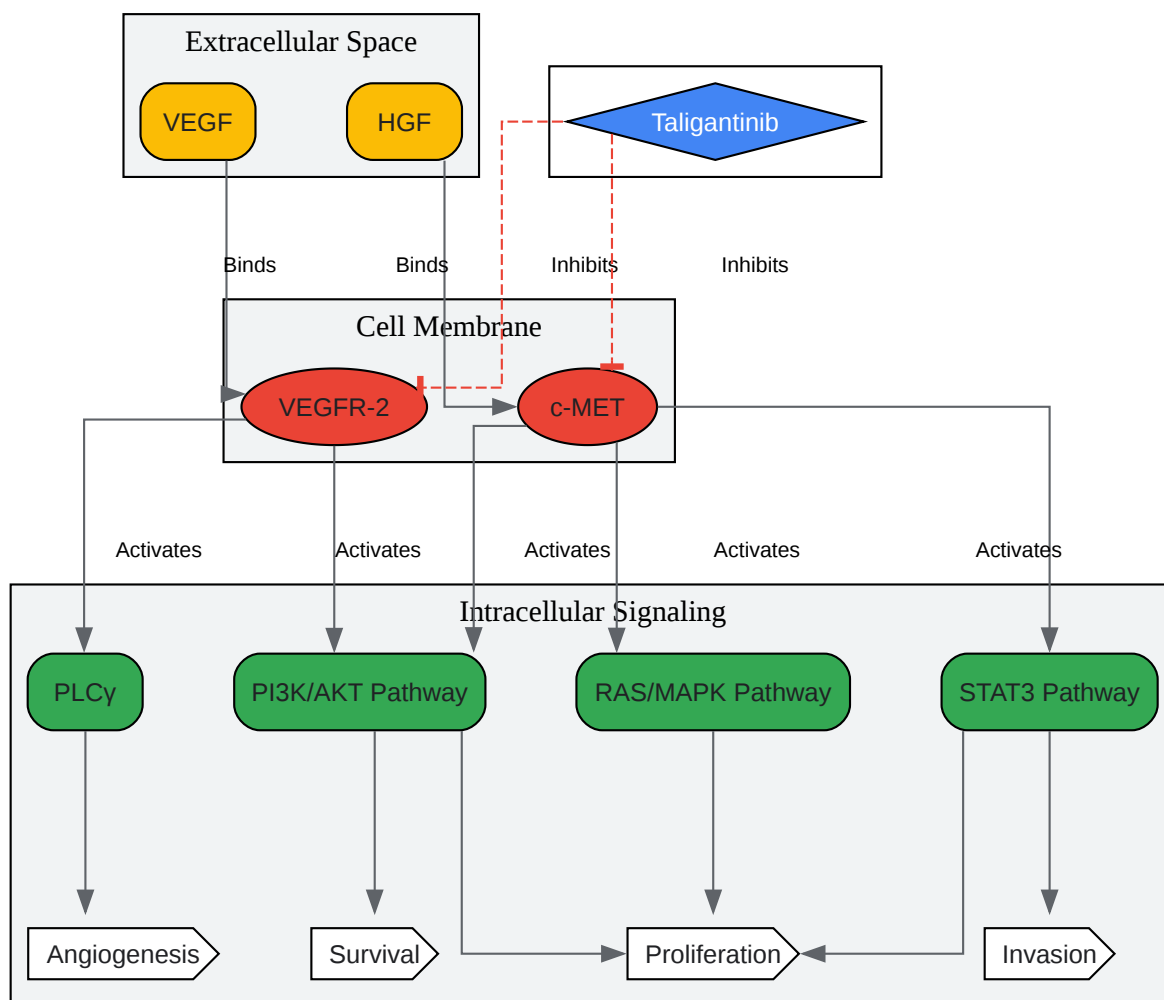 Extracellular Space
VEGF
HGF
Taligantinib
Binds
Binds
Inhibits
Inhibits
Cell Membrane
VEGFR-2
c-MET
Activates
Activates
Activates
Activates
Activates
Intracellular Signaling
PLCγ
PI3K/AKT Pathway
RAS/MAPK Pathway
STAT3 Pathway
Angiogenesis
Survival
Proliferation
Invasion